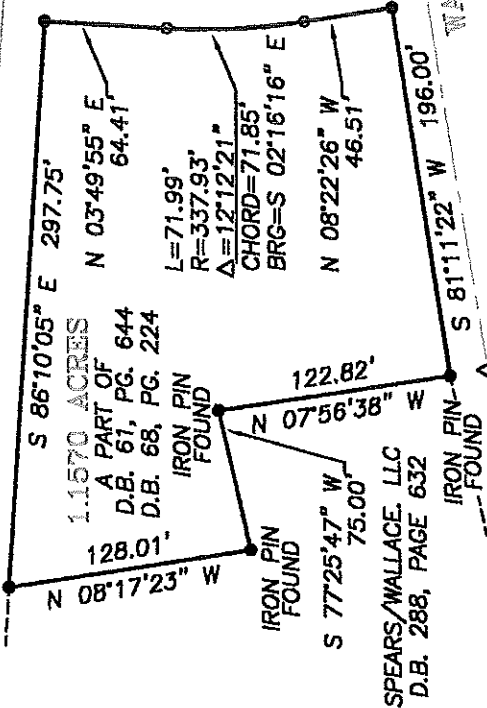 S 86°10'05" E 297.75'
1.1570 ACRES
A PART OF
D.B. 61, PG. 644
D.B. 68, PG. 224
IRON PIN
FOUND
N 03°49'55" E
64.41'
L=71.99'
R=337.93'
Δ=12°12'21"
CHORD=71.85'
BRG=S 02°16'16" E
N 08°22'26" W
46.51'
128.01'
N 08°17'23" W
122.82'
N 07°56'38" W
IRON PIN
FOUND
S 77°25'47" W
75.00'
SPEARS/WALLACE, LLC
D.B. 288, PAGE 632
IRON PIN
FOUND
S 81°11'22" W 196.00'
WA